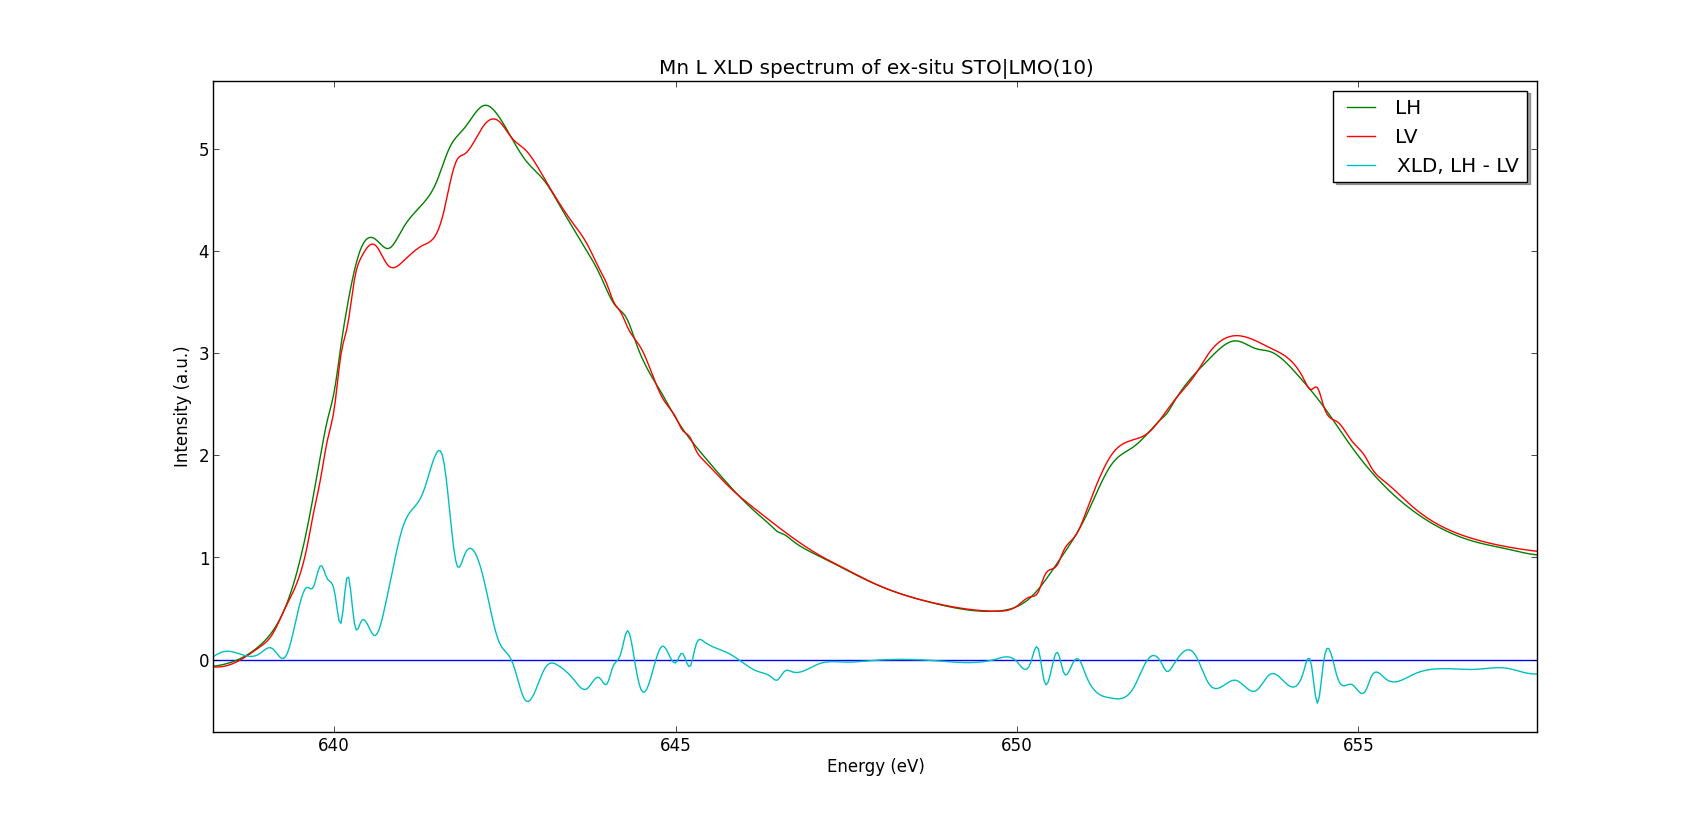 Mn L XLD spectrum of ex-situ STO|LMO(10)
LH
LV
XLD, LH - LV
Intensity (a.u.)
5
4
3
2
1
0
640
645
650
655
Energy (eV)